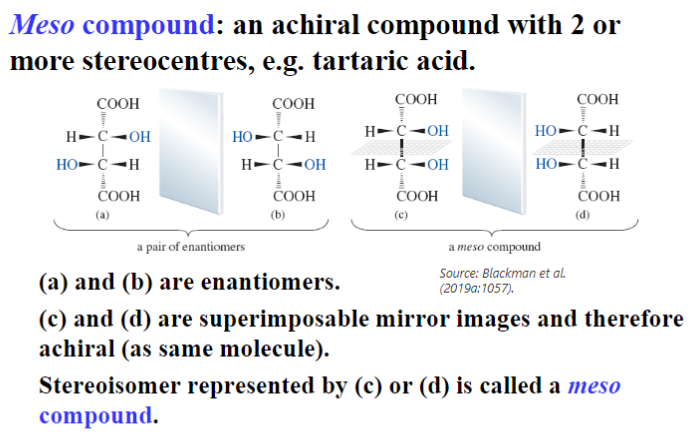 Meso compound: an achiral compound with 2 or
more stereocentres, e.g. tartaric acid.
COOH COOH COOH COOH
H C OH HO C H H C OH HO C H
HO C H H C OH H C OH HO C H
COOH COOH COOH COOH
(a) (b) (c) (d)
a pair of enantiomers a meso compound
(a) and (b) are enantiomers.
Source: Blackman et al.
(2019a:1057).
(c) and (d) are superimposable mirror images and therefore
achiral (as same molecule).
Stereoisomer represented by (c) or (d) is called a meso
compound.